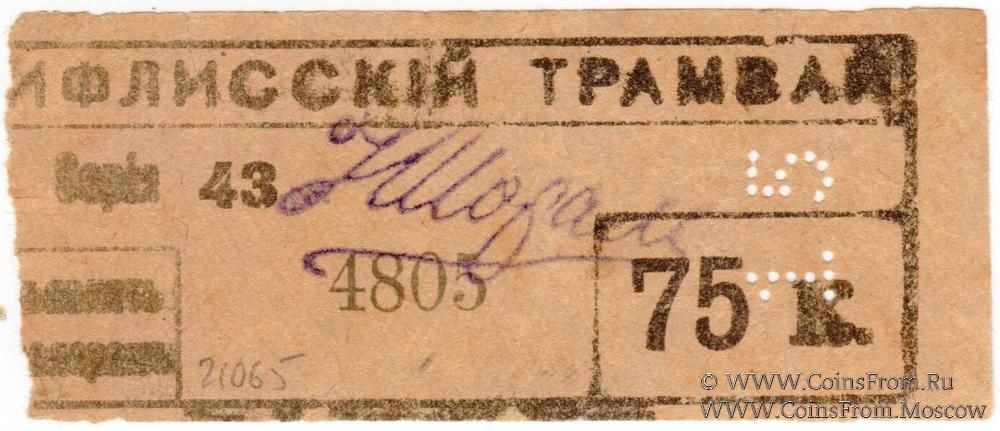 ИФЛИССКІЙ ТРАМВАЙ
Серія 43
4805
75 к.
21065
© WWW.CoinsFrom.Ru
WWW.CoinsFrom.Moscow